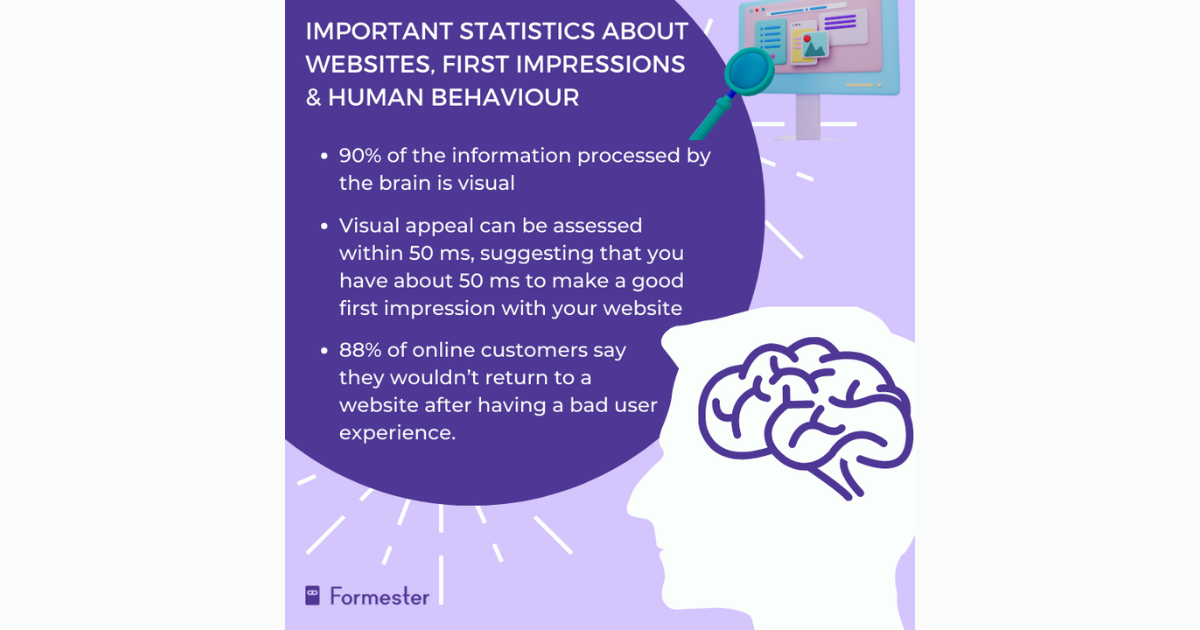 IMPORTANT STATISTICS ABOUT
WEBSITES, FIRST IMPRESSIONS
& HUMAN BEHAVIOUR
• 90% of the information processed by
the brain is visual
• Visual appeal can be assessed
within 50 ms, suggesting that you
have about 50 ms to make a good
first impression with your website
• 88% of online customers say
they wouldn’t return to a
website after having a bad user
experience.
Formester